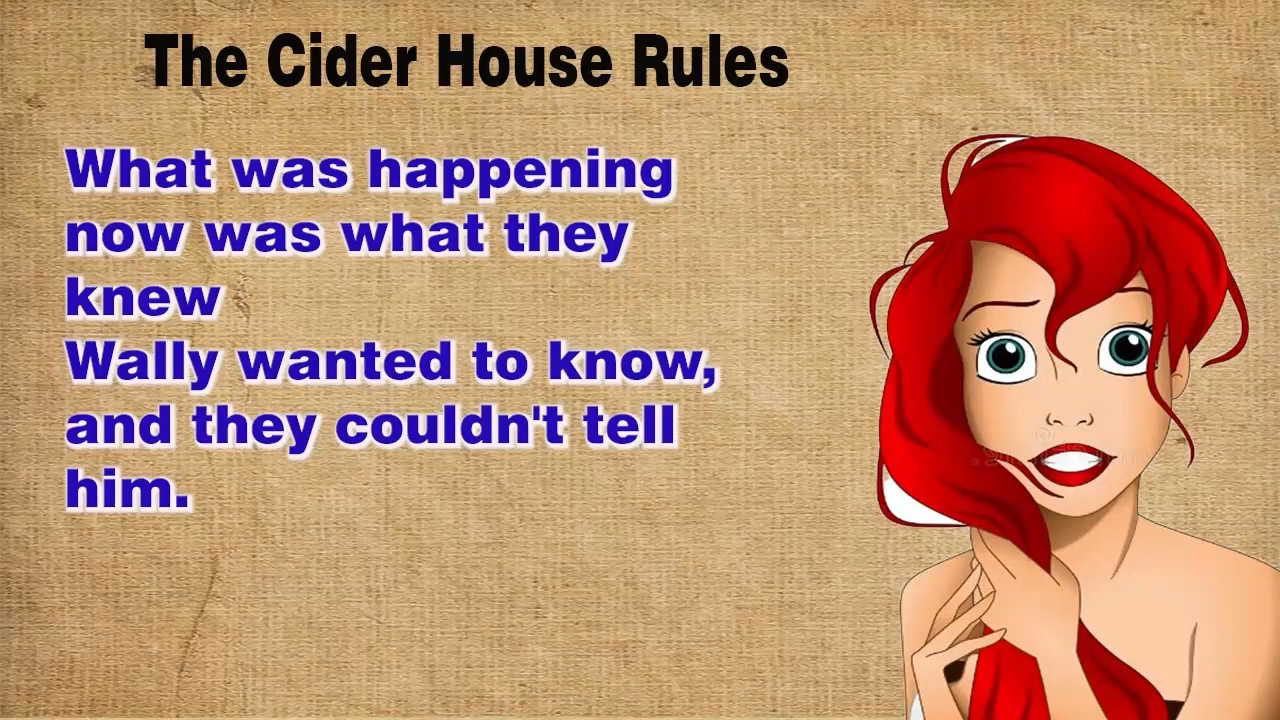 The Cider House Rules
What was happening
now was what they
knew
Wally wanted to know,
and they couldn't tell
him.